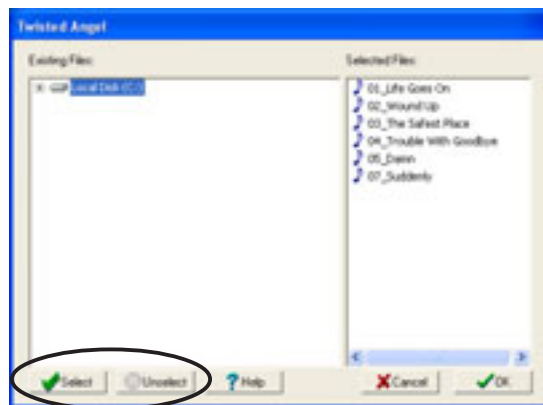 Twisted Angel
Existing Files:
Selected Files:
Local Disk (C:)
01_Life Goes On
02_Wound Up
03_The Safest Place
04_Trouble With Goodbye
05_Damn
07_Suddenly
Select
Unselect
Help
Cancel
OK